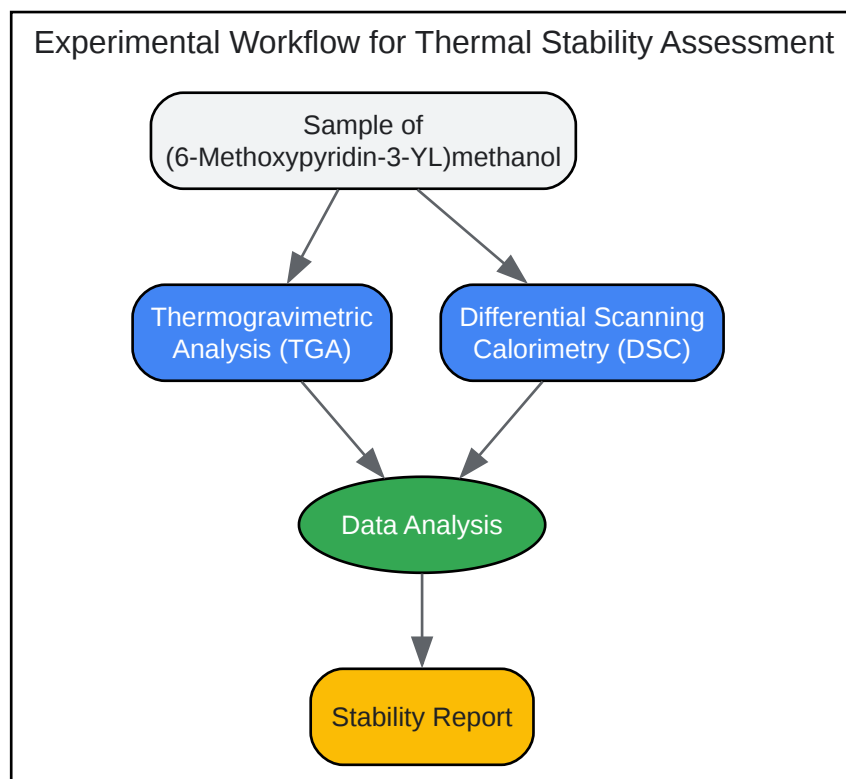 Experimental Workflow for Thermal Stability Assessment
Sample of
(6-Methoxypyridin-3-YL)methanol
Thermogravimetric
Analysis (TGA)
Differential Scanning
Calorimetry (DSC)
Data Analysis
Stability Report